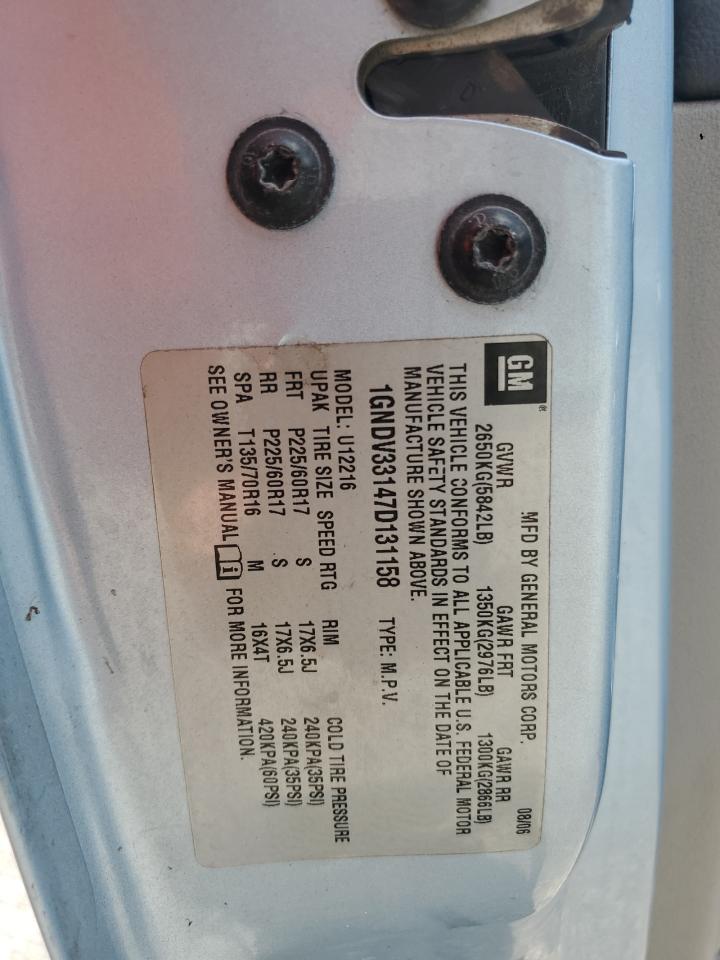 GM ®
MFD BY GENERAL MOTORS CORP. 08/06
GVWR GAWR FRT GAWR RR
2650KG(5842LB) 1350KG(2976LB) 1300KG(2866LB)
THIS VEHICLE CONFORMS TO ALL APPLICABLE U.S. FEDERAL MOTOR
VEHICLE SAFETY STANDARDS IN EFFECT ON THE DATE OF
MANUFACTURE SHOWN ABOVE.
1GNDV33147D131158 TYPE: M.P.V.
MODEL: U12216
UPAK TIRE SIZE SPEED RTG RIM COLD TIRE PRESSURE
FRT P225/60R17 S 17X6.5J 240KPA(35PSI)
RR P225/60R17 S 17X6.5J 240KPA(35PSI)
SPA T135/70R16 M 16X4T 420KPA(60PSI)
SEE OWNER'S MANUAL i FOR MORE INFORMATION.